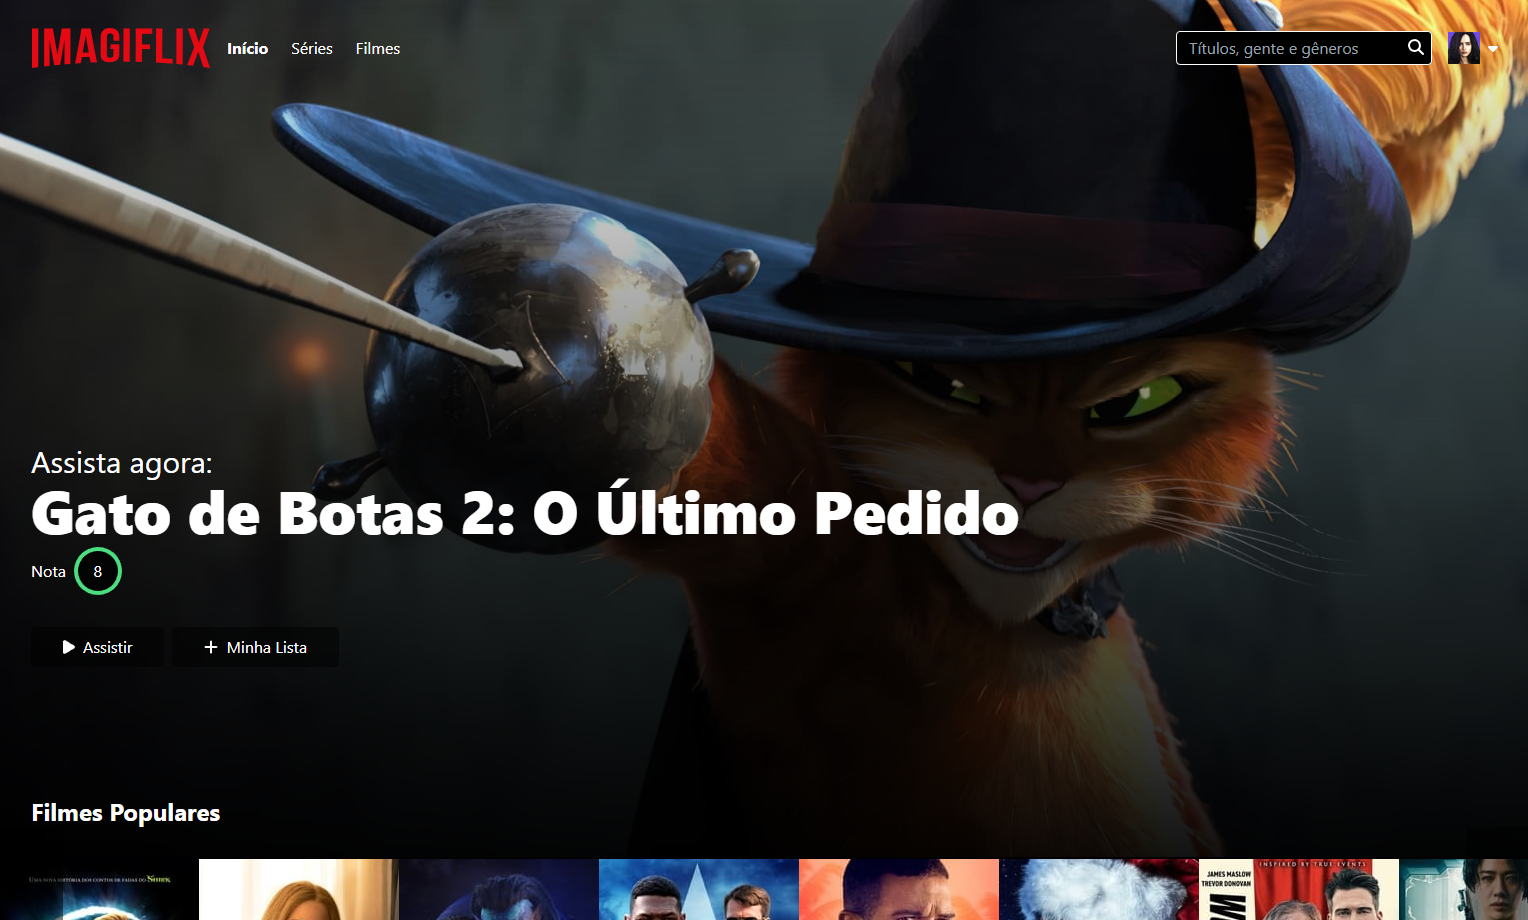 IMAGIFLIX
Início Séries Filmes
Títulos, gente e gêneros
Assista agora:
Gato de Botas 2: O Último Pedido
Nota 8
Assistir Minha Lista
Filmes Populares
UMA NOVA HISTÓRIA DOS CONTOS DE FADAS DO SHREK
JAMES MASLOW
TREVOR DONOVAN
INSPIRED BY TRUE EVENTS